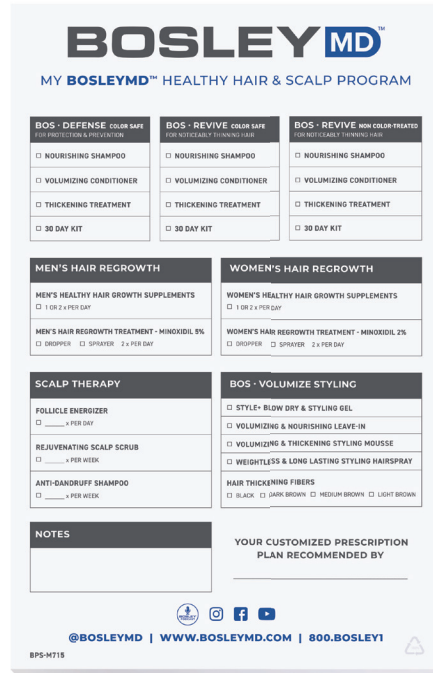 BOSLEYMD™
MY BOSLEYMD™ HEALTHY HAIR & SCALP PROGRAM
BOS • DEFENSE COLOR SAFE
FOR PROTECTION & PREVENTION
☐ NOURISHING SHAMPOO
☐ VOLUMIZING CONDITIONER
☐ THICKENING TREATMENT
☐ 30 DAY KIT
BOS • REVIVE COLOR SAFE
FOR NOTICEABLY THINNING HAIR
☐ NOURISHING SHAMPOO
☐ VOLUMIZING CONDITIONER
☐ THICKENING TREATMENT
☐ 30 DAY KIT
BOS • REVIVE NON COLOR-TREATED
FOR NOTICEABLY THINNING HAIR
☐ NOURISHING SHAMPOO
☐ VOLUMIZING CONDITIONER
☐ THICKENING TREATMENT
☐ 30 DAY KIT
MEN'S HAIR REGROWTH
MEN'S HEALTHY HAIR GROWTH SUPPLEMENTS
☐ 1 OR 2 x PER DAY
MEN'S HAIR REGROWTH TREATMENT - MINOXIDIL 5%
☐ DROPPER ☐ SPRAYER 2 x PER DAY
WOMEN'S HAIR REGROWTH
WOMEN'S HEALTHY HAIR GROWTH SUPPLEMENTS
☐ 1 OR 2 x PER DAY
WOMEN'S HAIR REGROWTH TREATMENT - MINOXIDIL 2%
☐ DROPPER ☐ SPRAYER 2 x PER DAY
SCALP THERAPY
FOLLICLE ENERGIZER
☐ _____ x PER DAY
REJUVENATING SCALP SCRUB
☐ _____ x PER WEEK
ANTI-DANDRUFF SHAMPOO
☐ _____ x PER WEEK
BOS • VOLUMIZE STYLING
☐ STYLE+ BLOW DRY & STYLING GEL
☐ VOLUMIZING & NOURISHING LEAVE-IN
☐ VOLUMIZING & THICKENING STYLING MOUSSE
☐ WEIGHTLESS & LONG LASTING STYLING HAIRSPRAY
HAIR THICKENING FIBERS
☐ BLACK ☐ DARK BROWN ☐ MEDIUM BROWN ☐ LIGHT BROWN
NOTES
YOUR CUSTOMIZED PRESCRIPTION
PLAN RECOMMENDED BY
@BOSLEYMD | WWW.BOSLEYMD.COM | 800.BOSLEY1
BPS-M715